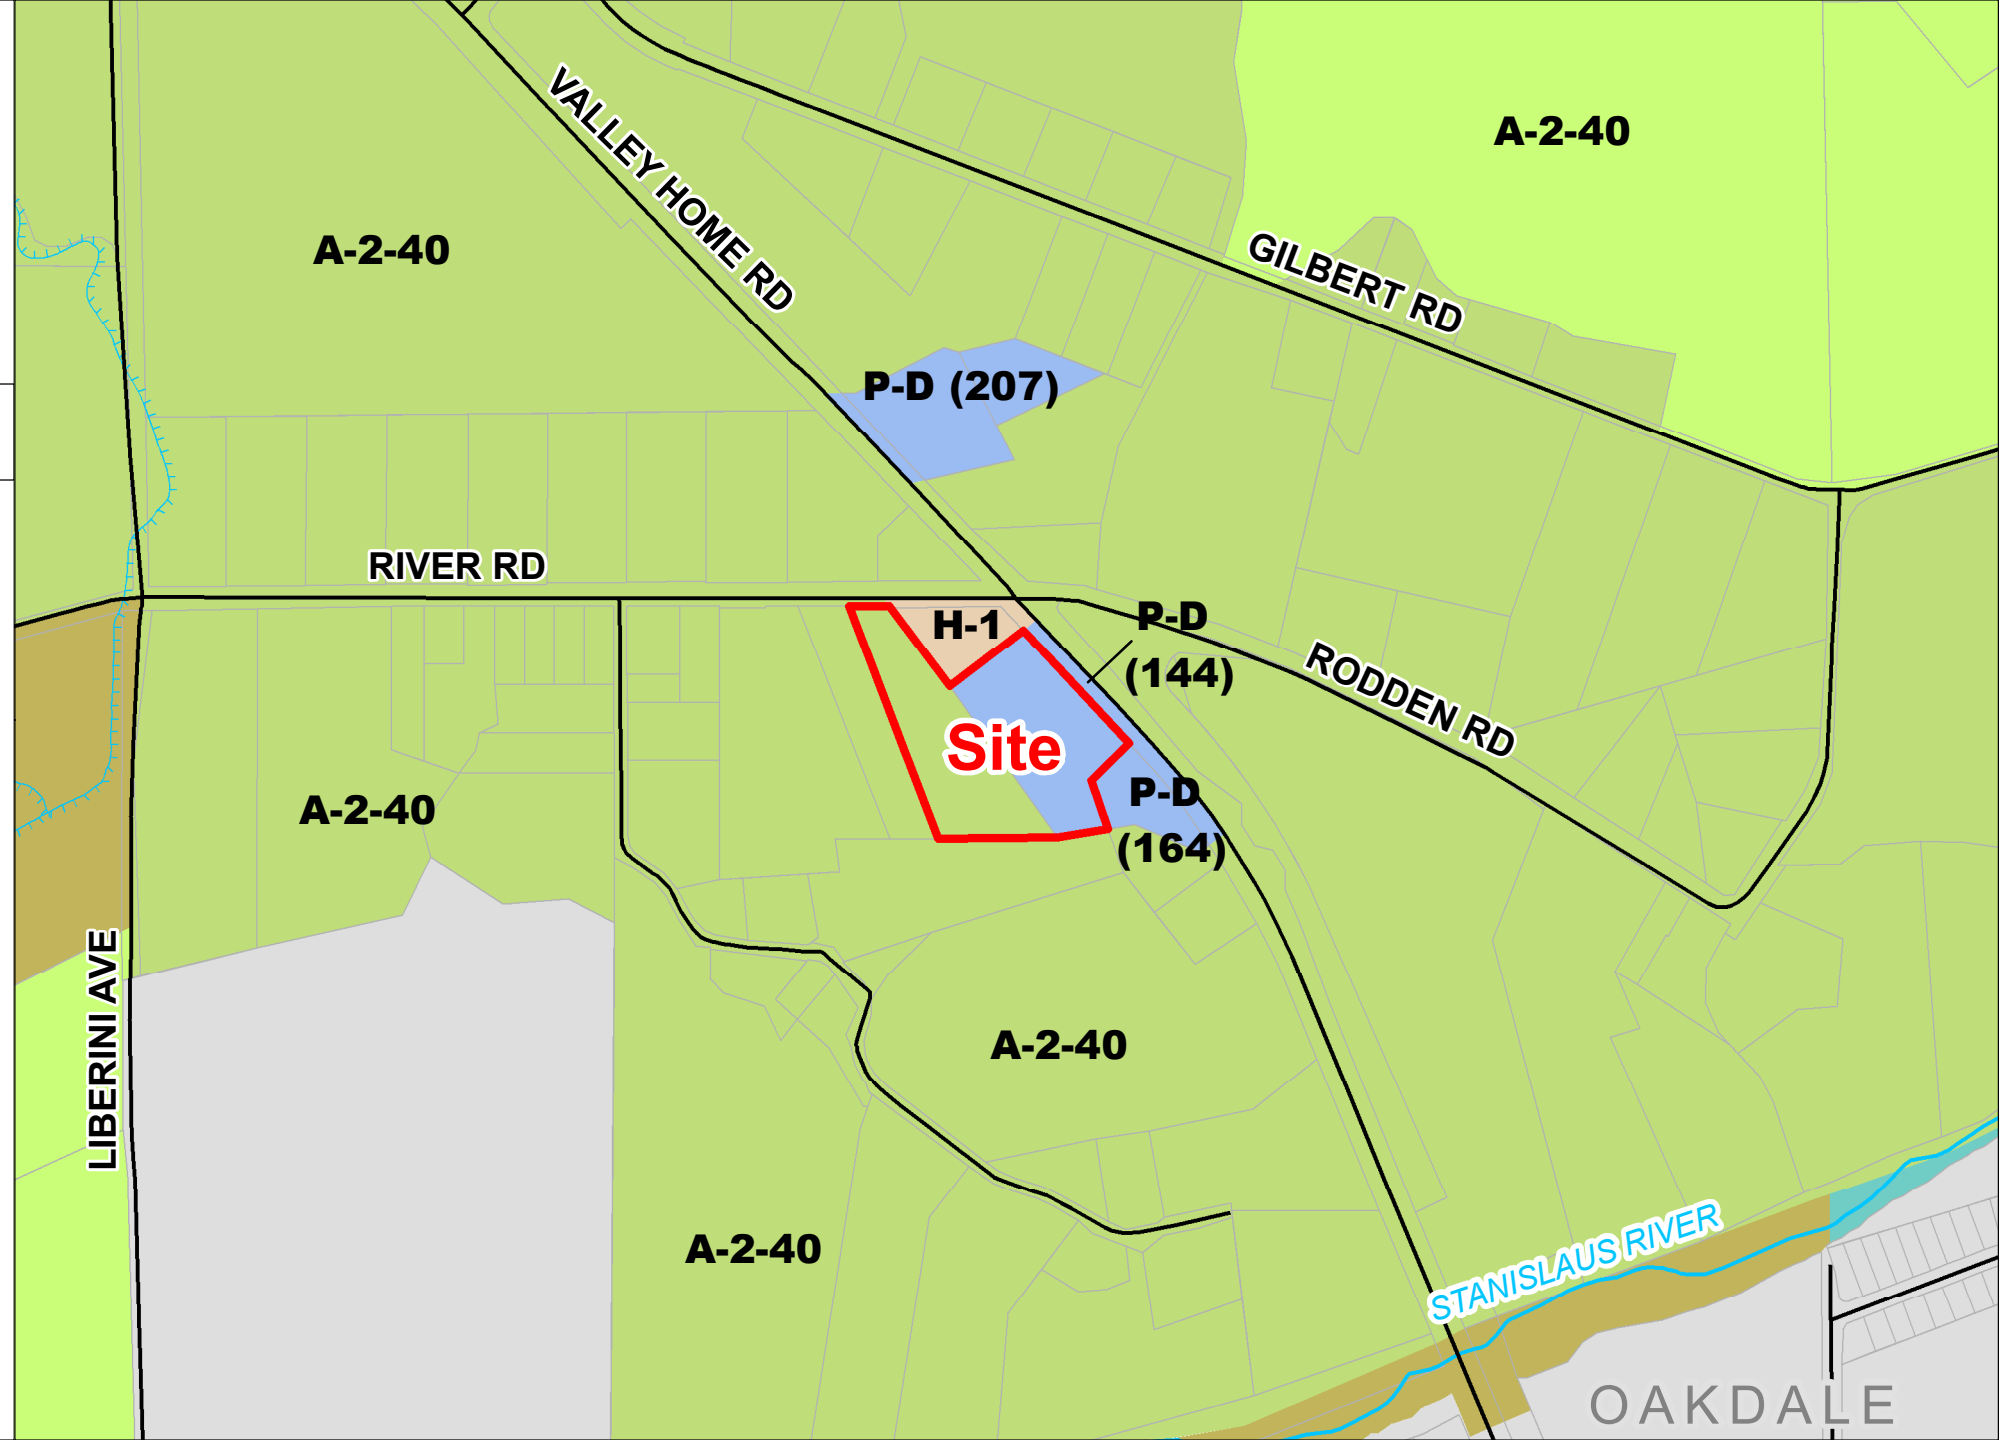 VALLEY HOME RD
A-2-40
A-2-40
GILBERT RD
P-D (207)
RIVER RD
H-1
P-D
(144)
RODDEN RD
Site
P-D
(164)
A-2-40
LIBERINI AVE
A-2-40
A-2-40
STANISLAUS RIVER
OAKDALE